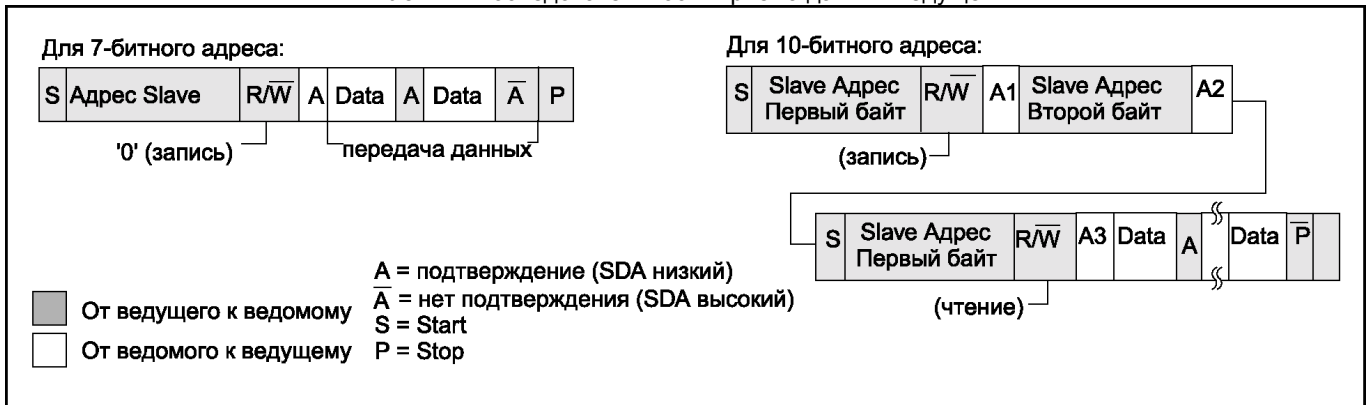 Для 7-битного адреса:
S Адрес Slave R/W̅ A Data A Data A̅ P
'0' (запись) передача данных
Для 10-битного адреса:
S Slave Адрес Первый байт R/W̅ A1 Slave Адрес Второй байт A2
(запись)
S Slave Адрес Первый байт R/W̅ A3 Data A Data P̅
(чтение)
A = подтверждение (SDA низкий)
A̅ = нет подтверждения (SDA высокий)
S = Start
P = Stop
От ведущего к ведомому
От ведомого к ведущему